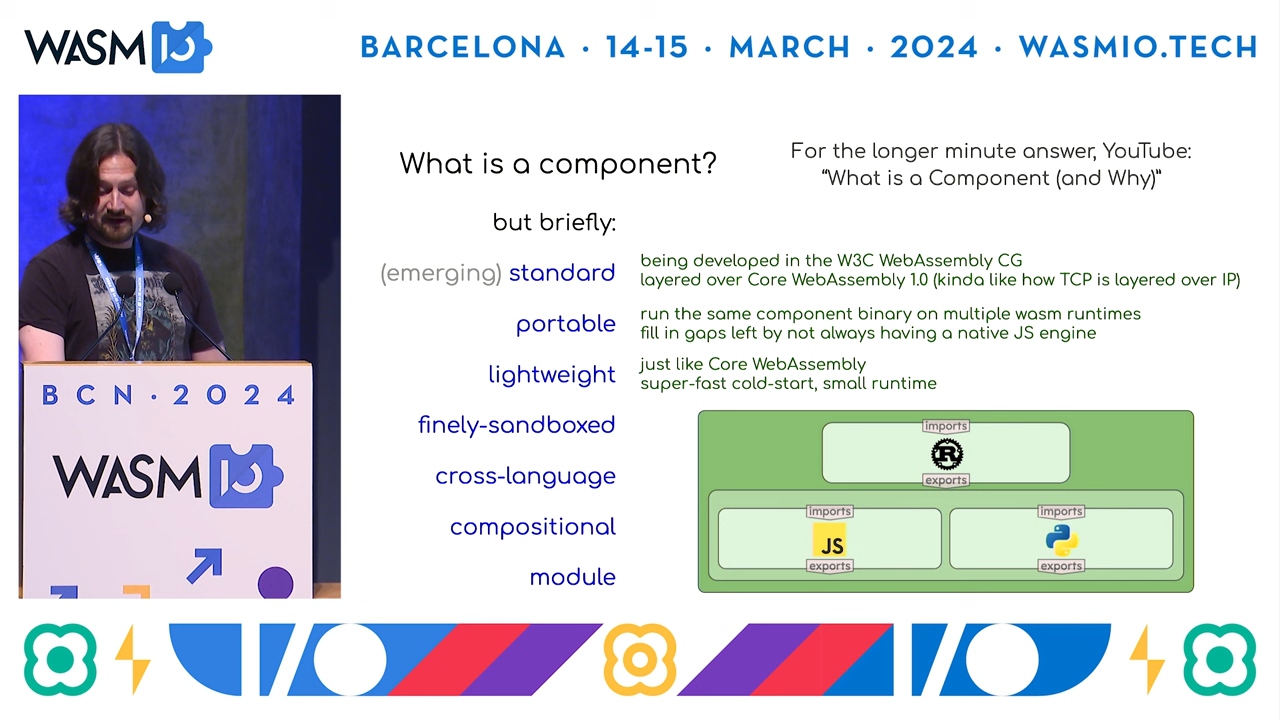 WASM IO
BARCELONA · 14-15 · MARCH · 2024 · WASMIO.TECH
BCN·2024
WASM IO
What is a component?
For the longer minute answer, YouTube:
“What is a Component (and Why)”
but briefly:
(emerging) standard
being developed in the W3C WebAssembly CG
layered over Core WebAssembly 1.0 (kinda like how TCP is layered over IP)
portable
run the same component binary on multiple wasm runtimes
fill in gaps left by not always having a native JS engine
lightweight
just like Core WebAssembly
super-fast cold-start, small runtime
finely-sandboxed
cross-language
compositional
module
imports
R
exports
imports
JS
exports
imports
exports